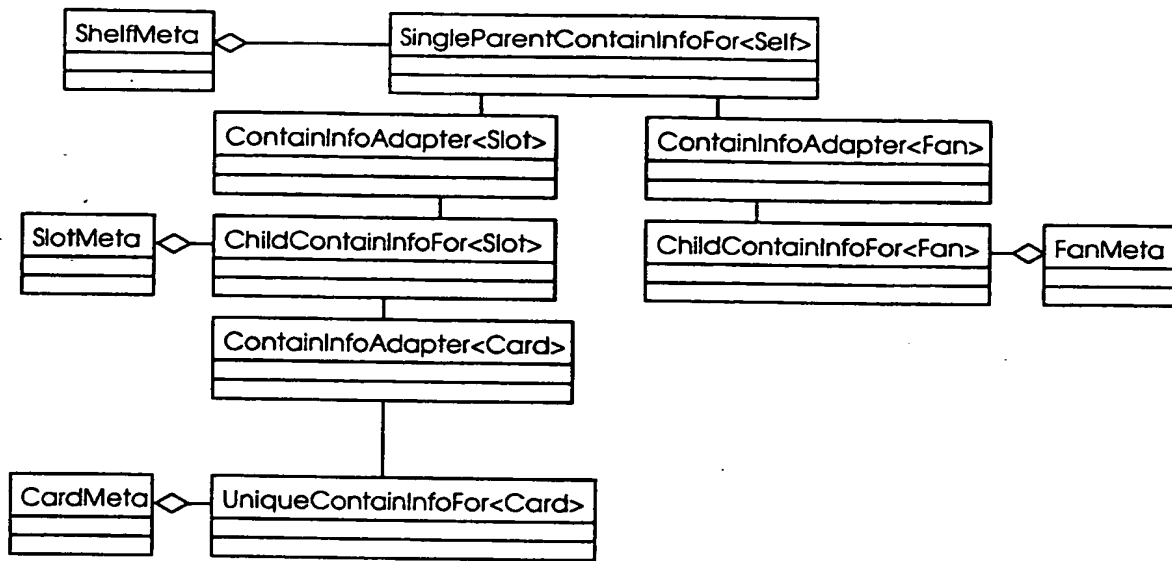 ShelfMeta
SingleParentContainInfoFor<Self>
ContainInfoAdapter<Slot>
ContainInfoAdapter<Fan>
SlotMeta
ChildContainInfoFor<Slot>
ChildContainInfoFor<Fan>
FanMeta
ContainInfoAdapter<Card>
CardMeta
UniqueContainInfoFor<Card>